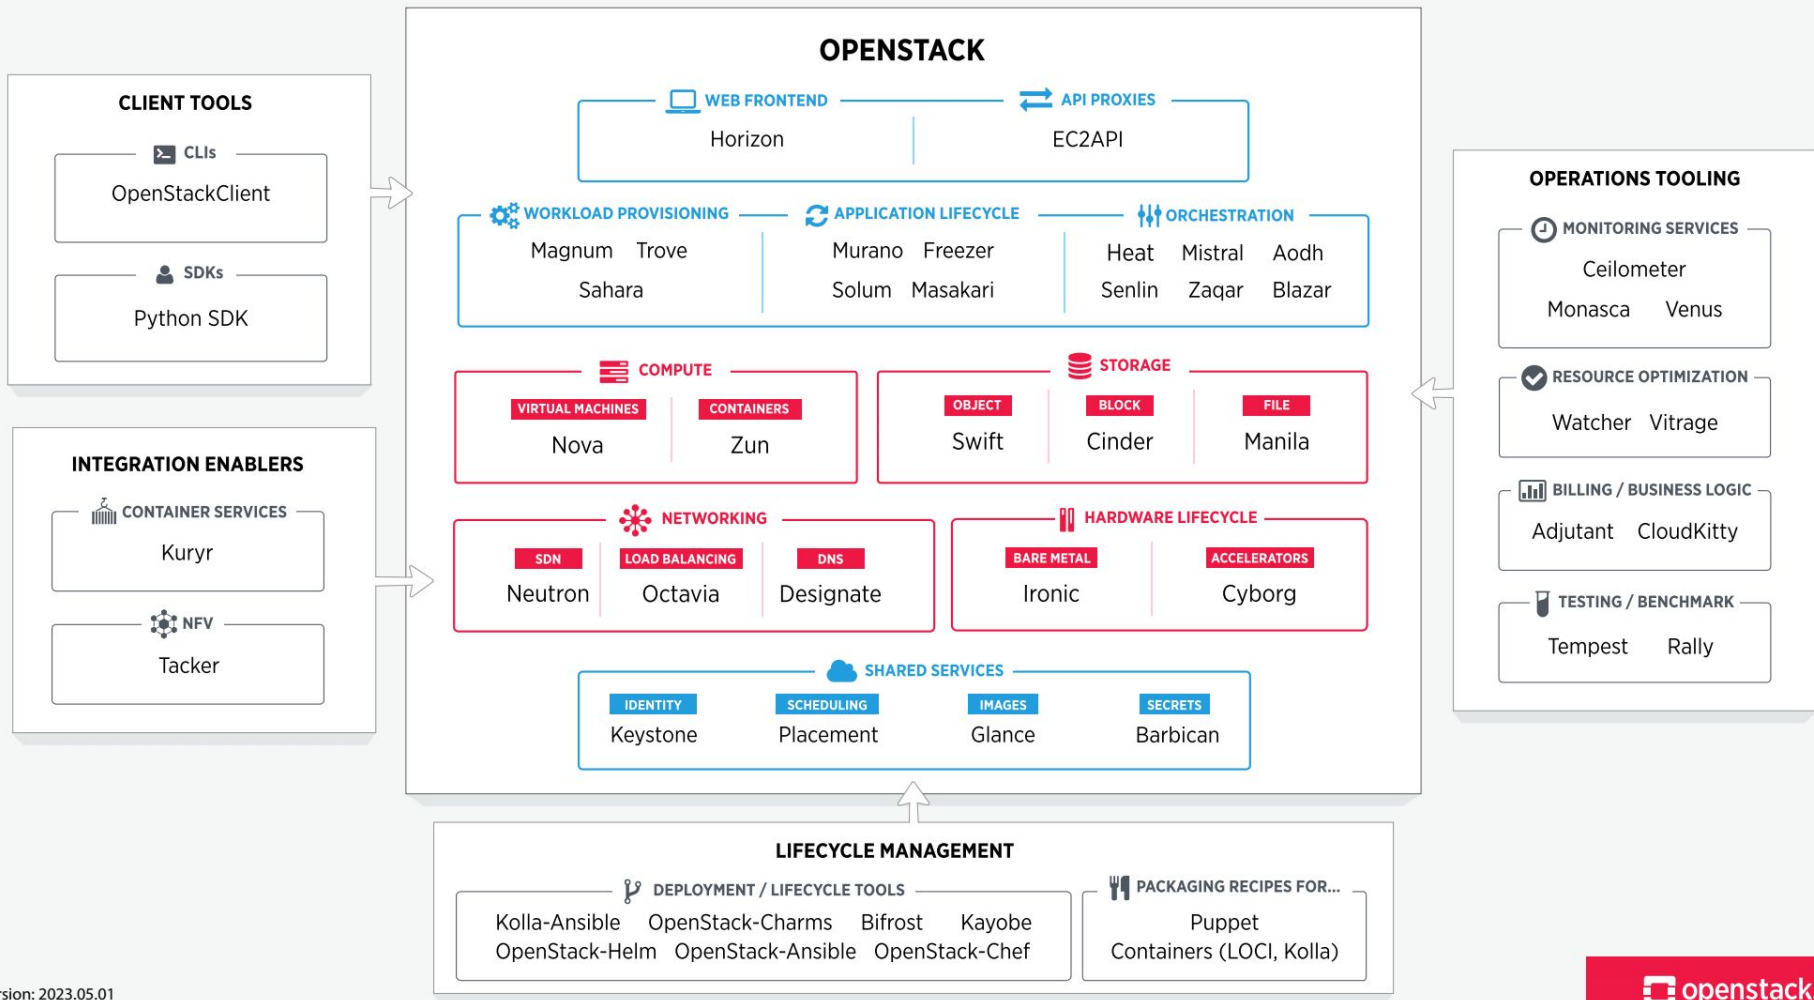 OPENSTACK
WEB FRONTEND
API PROXIES
Horizon
EC2API
WORKLOAD PROVISIONING
APPLICATION LIFECYCLE
ORCHESTRATION
Magnum Trove
Sahara
Murano Freezer
Solum Masakari
Heat Mistral Aodh
Senlin Zaqar Blazar
COMPUTE
VIRTUAL MACHINES
CONTAINERS
Nova
Zun
STORAGE
OBJECT
BLOCK
FILE
Swift
Cinder
Manila
NETWORKING
SDN
LOAD BALANCING
DNS
Neutron
Octavia
Designate
HARDWARE LIFECYCLE
BARE METAL
ACCELERATORS
Ironic
Cyborg
SHARED SERVICES
IDENTITY
SCHEDULING
IMAGES
SECRETS
Keystone
Placement
Glance
Barbican
CLIENT TOOLS
CLIs
OpenStackClient
SDKs
Python SDK
INTEGRATION ENABLERS
CONTAINER SERVICES
Kuryr
NFV
Tacker
OPERATIONS TOOLING
MONITORING SERVICES
Ceilometer
Monasca Venus
RESOURCE OPTIMIZATION
Watcher Vitrage
BILLING / BUSINESS LOGIC
Adjutant CloudKitty
TESTING / BENCHMARK
Tempest Rally
LIFECYCLE MANAGEMENT
DEPLOYMENT / LIFECYCLE TOOLS
Kolla-Ansible OpenStack-Charms Bifrost Kayobe
OpenStack-Helm OpenStack-Ansible OpenStack-Chef
PACKAGING RECIPES FOR...
Puppet
Containers (LOCI, Kolla)
rsion: 2023.05.01
openstack